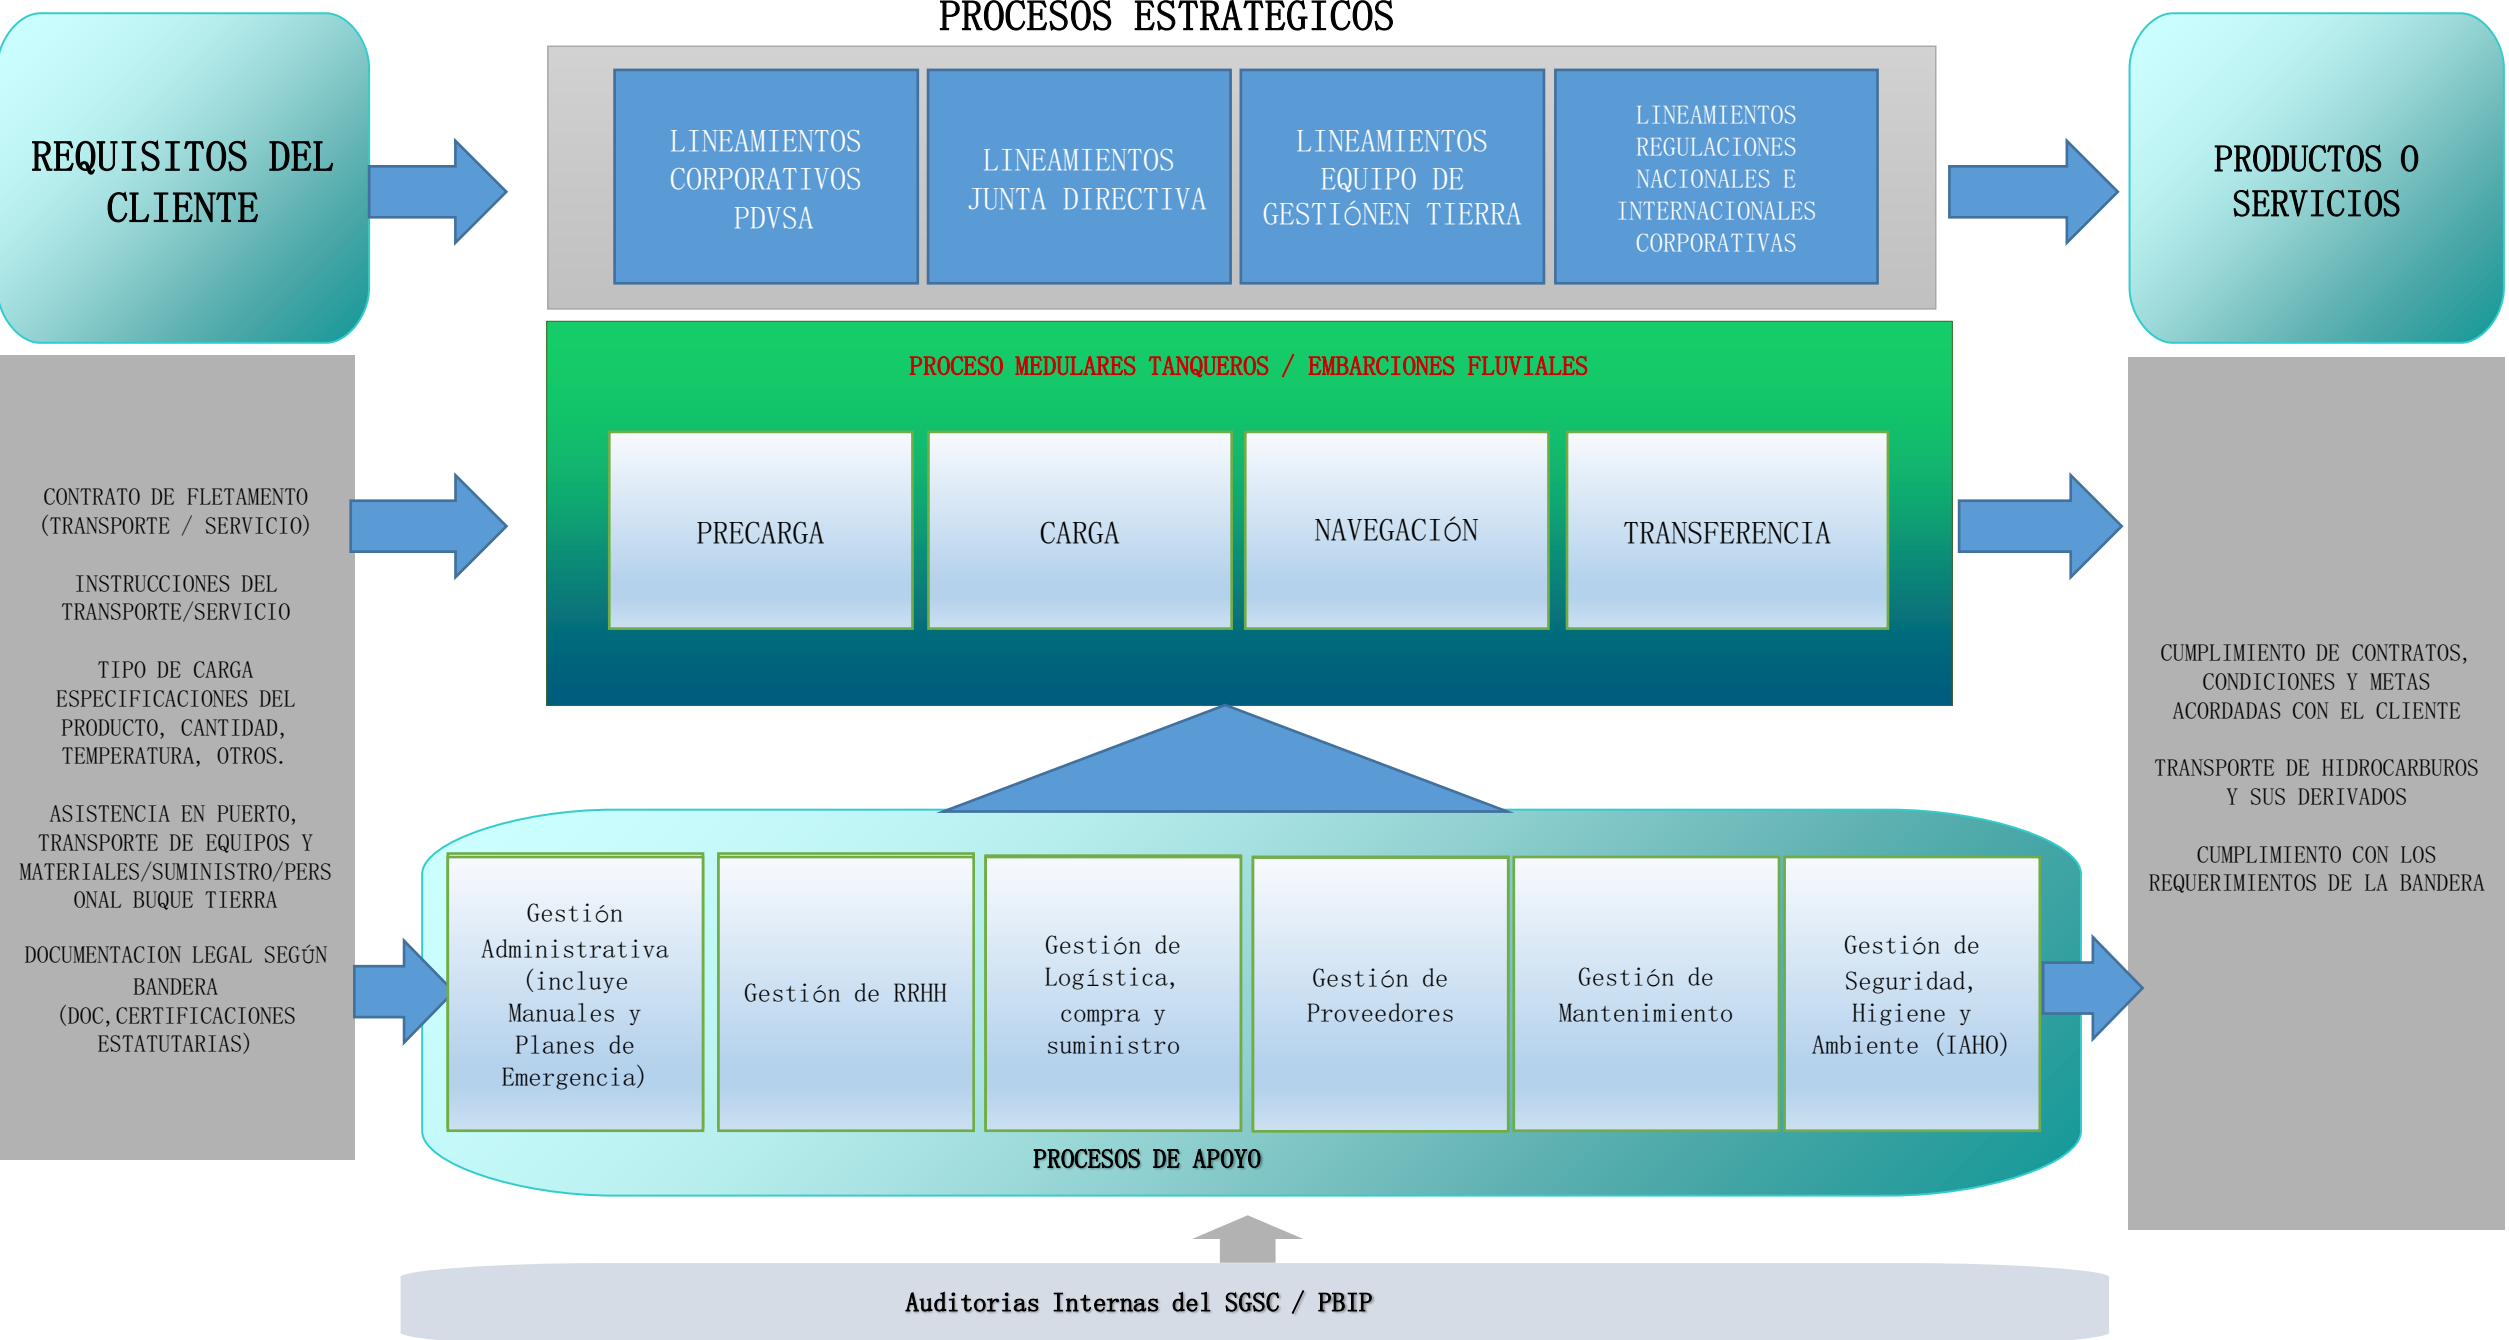 PROCESOS ESTRATEGICOS
REQUISITOS DEL
CLIENTE
LINEAMIENTOS
CORPORATIVOS
PDVSA
LINEAMIENTOS
JUNTA DIRECTIVA
LINEAMIENTOS
EQUIPO DE
GESTIÓNEN TIERRA
LINEAMIENTOS
REGULACIONES
NACIONALES E
INTERNACIONALES
CORPORATIVAS
PRODUCTOS O
SERVICIOS
CONTRATO DE FLETAMENTO
(TRANSPORTE / SERVICIO)
INSTRUCCIONES DEL
TRANSPORTE/SERVICIO
TIPO DE CARGA
ESPECIFICACIONES DEL
PRODUCTO, CANTIDAD,
TEMPERATURA, OTROS.
ASISTENCIA EN PUERTO,
TRANSPORTE DE EQUIPOS Y
MATERIALES/SUMINISTRO/PERS
ONAL BUQUE TIERRA
DOCUMENTACION LEGAL SEGÚN
BANDERA
(DOC,CERTIFICACIONES
ESTATUTARIAS)
PROCESO MEDULARES TANQUEROS / EMBARCIONES FLUVIALES
PRECARGA
CARGA
NAVEGACIÓN
TRANSFERENCIA
CUMPLIMIENTO DE CONTRATOS,
CONDICIONES Y METAS
ACORDADAS CON EL CLIENTE
TRANSPORTE DE HIDROCARBUROS
Y SUS DERIVADOS
CUMPLIMIENTO CON LOS
REQUERIMIENTOS DE LA BANDERA
Gestión
Administrativa
(incluye
Manuales y
Planes de
Emergencia)
Gestión de RRHH
Gestión de
Logística,
compra y
suministro
Gestión de
Proveedores
Gestión de
Mantenimiento
Gestión de
Seguridad,
Higiene y
Ambiente (IAHO)
PROCESOS DE APOYO
Auditorias Internas del SGSC / PBIP